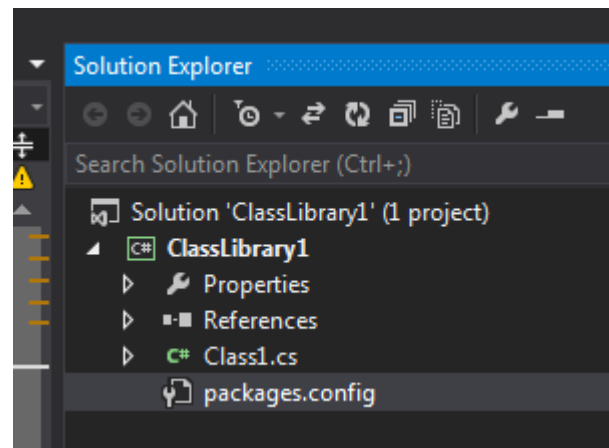 Solution Explorer
Search Solution Explorer (Ctrl+;)
Solution 'ClassLibrary1' (1 project)
C# ClassLibrary1
Properties
References
C# Class1.cs
packages.config